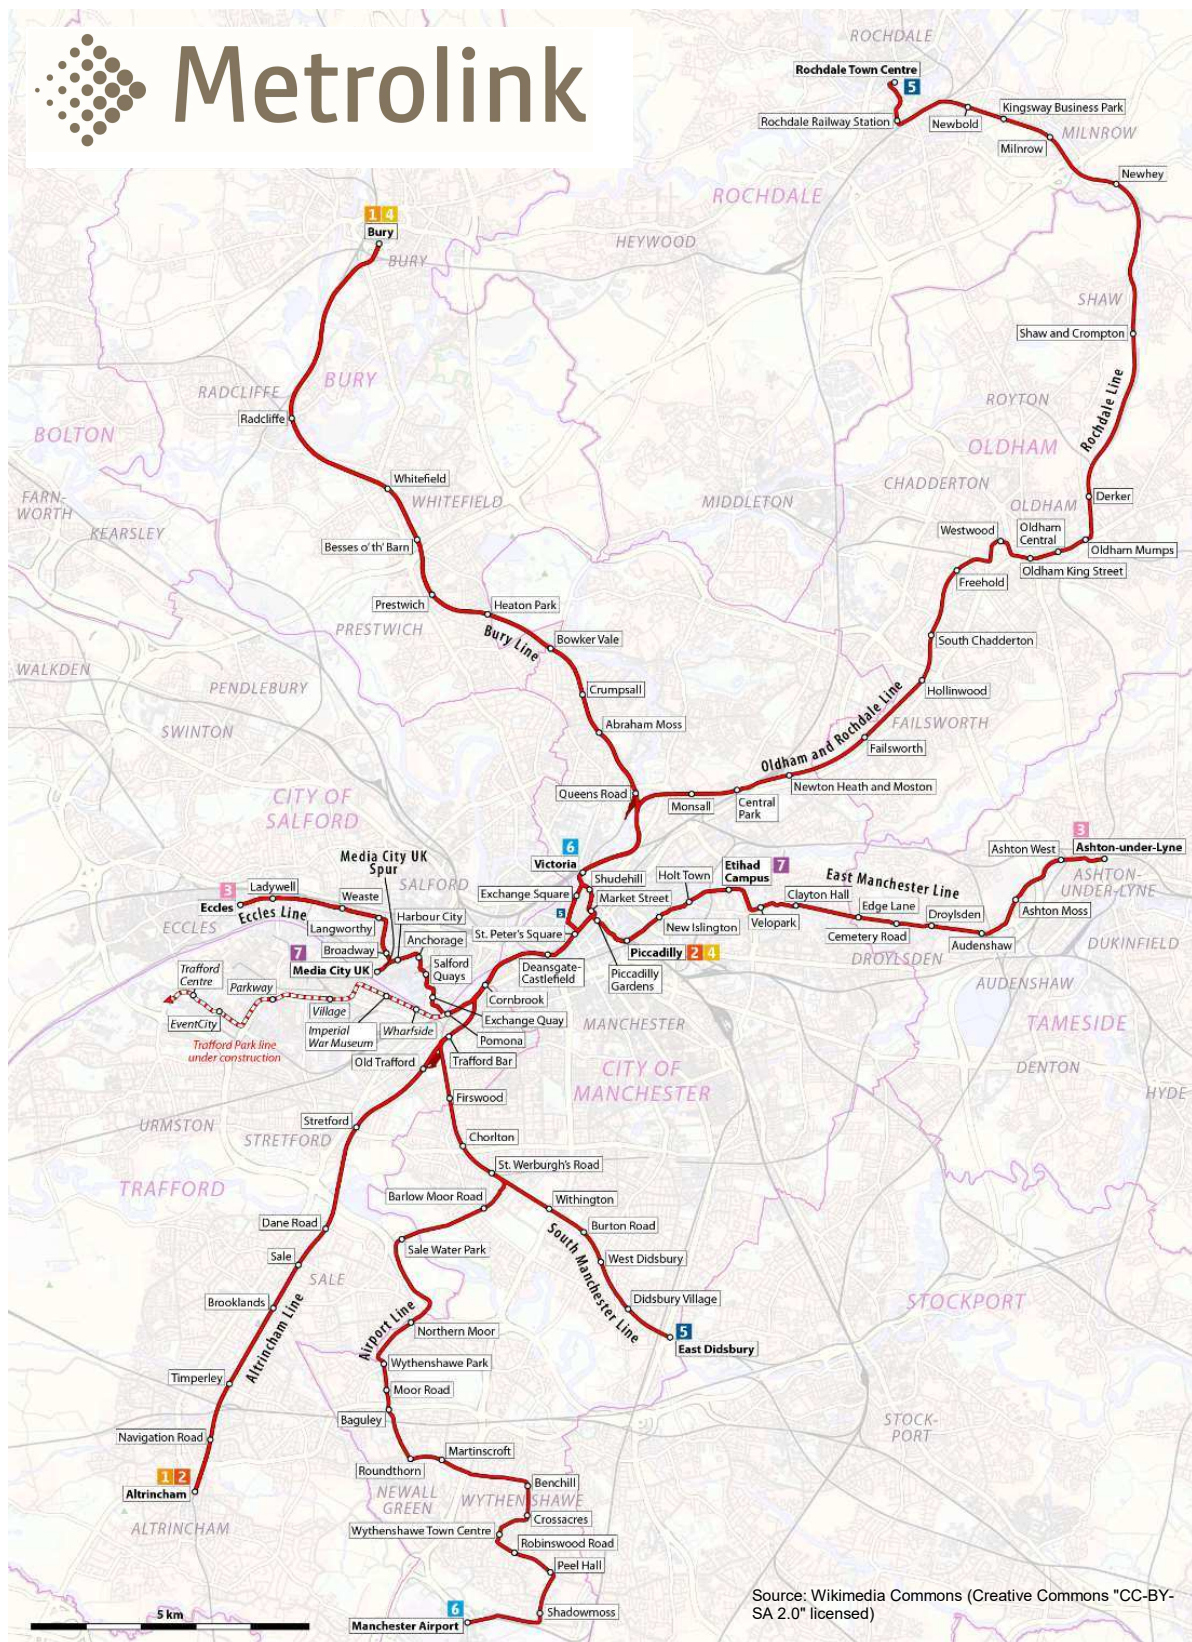 Metrolink
ROCHDALE
Rochdale Town Centre
5
Rochdale Railway Station
Newbold
Kingsway Business Park
MILNROW
Milnrow
Newhey
ROCHDALE
1 4
Bury
BURY
HEYWOOD
SHAW
Shaw and Crompton
Rochdale Line
BURY
RADCLIFFE
Radcliffe
ROYTON
BOLTON
OLDHAM
Whitefield
WHITEFIELD
CHADDERTON
MIDDLETON
FARN-
WORTH
KEARSLEY
OLDHAM
Derker
Westwood
Oldham
Central
Oldham Mumps
Oldham King Street
Freehold
Besses o' th' Barn
Prestwich
Heaton Park
PRESTWICH
Bury Line
Bowker Vale
South Chadderton
WALKDEN
PENDLEBURY
Crumpsall
Hollinwood
Abraham Moss
Oldham and Rochdale Line
FAILSWORTH
SWINTON
Failsworth
Queens Road
Monsall
Central
Park
Newton Heath and Moston
CITY OF
SALFORD
3
Ashton West
Ashton-under-Lyne
6
Victoria
Media City UK
Spur
Shudehill
Holt Town
Etihad
Campus
7
East Manchester Line
ASHTON-
UNDER-LYNE
3
Ladywell
SALFORD
Exchange Square
Market Street
Clayton Hall
Eccles
Eccles Line
Weaste
5
Edge Lane
Ashton Moss
Harbour City
Droylsden
ECCLES
Langworthy
New Islington
Velopark
St. Peter's Square
Cemetery Road
Audenshaw
DUKINFIELD
Anchorage
7
Broadway
Piccadilly
2 4
DROYLSDEN
Media City UK
Salford
Quays
Deansgate-
Castlefield
Piccadilly
Gardens
AUDENSHAW
Trafford
Centre
Parkway
Cornbrook
EventCity
Village
Imperial
War Museum
Wharfside
Exchange Quay
MANCHESTER
TAMESIDE
Trafford Park line
under construction
Pomona
Old Trafford
Trafford Bar
CITY OF
MANCHESTER
DENTON
HYDE
Firswood
Stretford
URMSTON
STRETFORD
Chorlton
St. Werburgh's Road
TRAFFORD
Barlow Moor Road
Withington
Dane Road
Burton Road
Sale Water Park
Sale
West Didsbury
South Manchester Line
SALE
Brooklands
Didsbury Village
STOCKPORT
Airport Line
Northern Moor
5
East Didsbury
Altrincham Line
Wythenshawe Park
Timperley
Moor Road
Baguley
STOCK-
PORT
Navigation Road
Martinscroft
Roundthorn
1 2
Altrincham
Benchill
NEWALL
GREEN
WYTHENSHAWE
Crossacres
ALTRINCHAM
Wythenshawe Town Centre
Robinswood Road
Peel Hall
Source: Wikimedia Commons (Creative Commons "CC-BY-
SA 2.0" licensed)
6
Shadowmoss
Manchester Airport
5 km